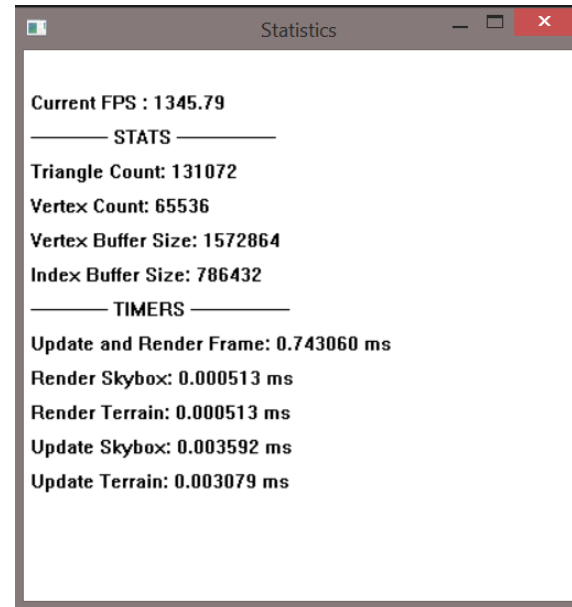 Statistics
Current FPS : 1345.79
———— STATS —————
Triangle Count: 131072
Vertex Count: 65536
Vertex Buffer Size: 1572864
Index Buffer Size: 786432
———— TIMERS —————
Update and Render Frame: 0.743060 ms
Render Skybox: 0.000513 ms
Render Terrain: 0.000513 ms
Update Skybox: 0.003592 ms
Update Terrain: 0.003079 ms